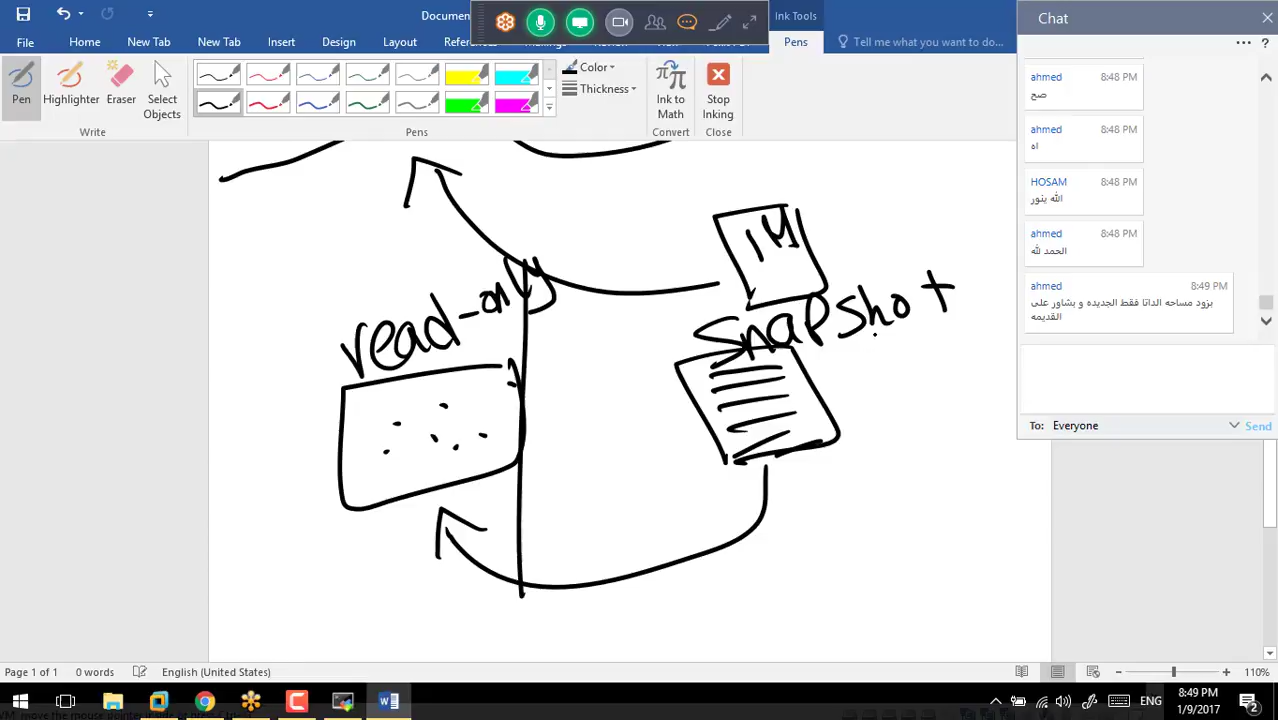 Documen
Ink Tools
File
Home
New Tab
New Tab
Insert
Design
Layout
Pens
Tell me what you want to do...
Pen
Highlighter
Eraser
Select
Objects
Color
Thickness
Ink to
Math
Stop
Inking
Write
Pens
Convert
Close
Chat
?
ahmed 8:48 PM
صح
ahmed 8:48 PM
اه
HOSAM 8:48 PM
الله ينور
ahmed 8:48 PM
الحمد لله
ahmed 8:49 PM
بزود مساحه الداتا فقط الجديده و بشاور على
القديمه
To: Everyone
Send
1M
snapshot
read-only
Page 1 of 1
0 words
English (United States)
110%
ENG
8:49 PM
1/9/2017
2